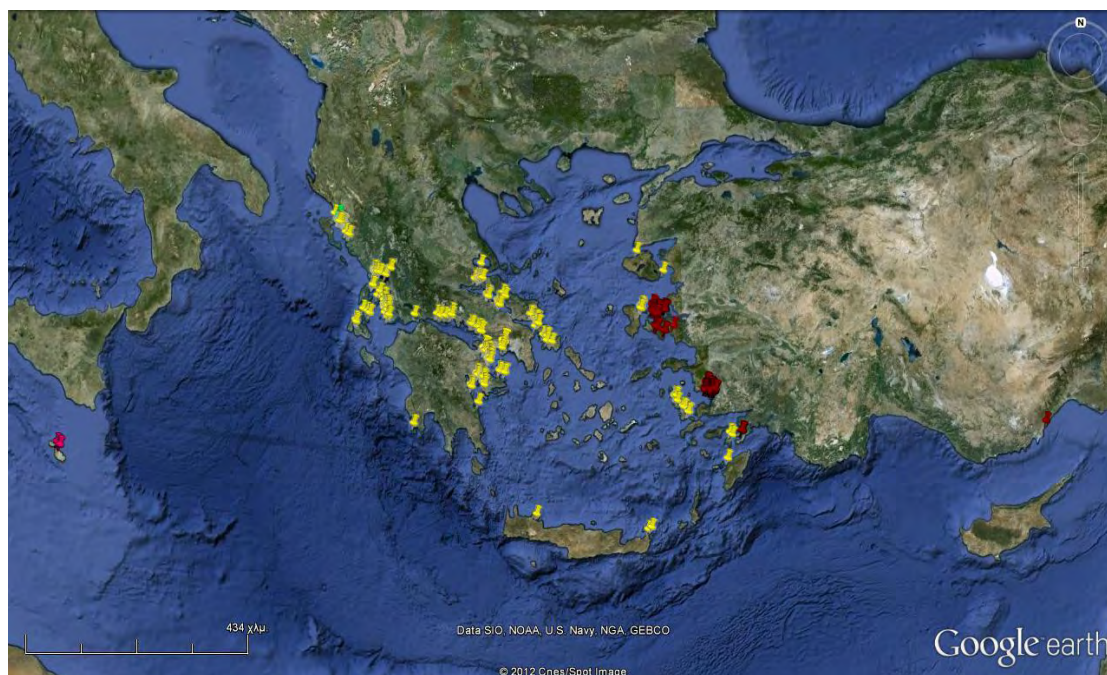 N
434 χλμ.
Data SIO, NOAA, U.S. Navy, NGA, GEBCO
Google earth
© 2012 Cnes/Spot Image